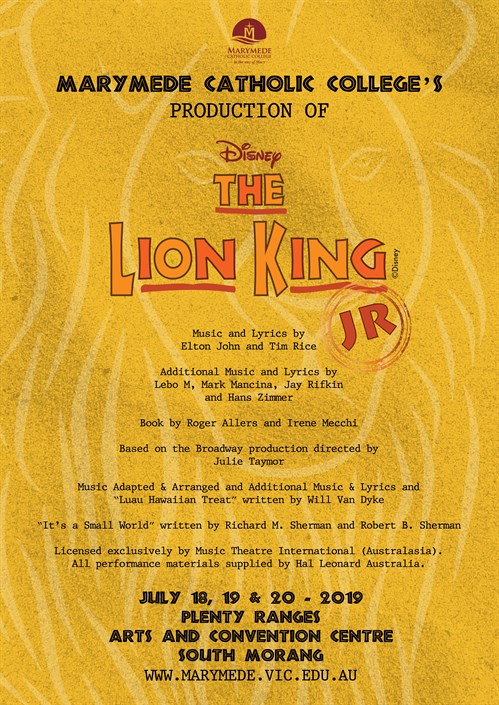 MARYMEDE
CATHOLIC COLLEGE
MARYMEDE CATHOLIC COLLEGE'S
PRODUCTION OF
Disney
THE
LION KING
©Disney
JR
Music and Lyrics by
Elton John and Tim Rice
Additional Music and Lyrics by
Lebo M, Mark Mancina, Jay Rifkin
and Hans Zimmer
Book by Roger Allers and Irene Mecchi
Based on the Broadway production directed by
Julie Taymor
Music Adapted & Arranged and Additional Music & Lyrics and
"Luau Hawaiian Treat" written by Will Van Dyke
"It's a Small World" written by Richard M. Sherman and Robert B. Sherman
Licensed exclusively by Music Theatre International (Australasia).
All performance materials supplied by Hal Leonard Australia.
JULY 18, 19 & 20 - 2019
PLENTY RANGES
ARTS AND CONVENTION CENTRE
SOUTH MORANG
WWW.MARYMEDE.VIC.EDU.AU